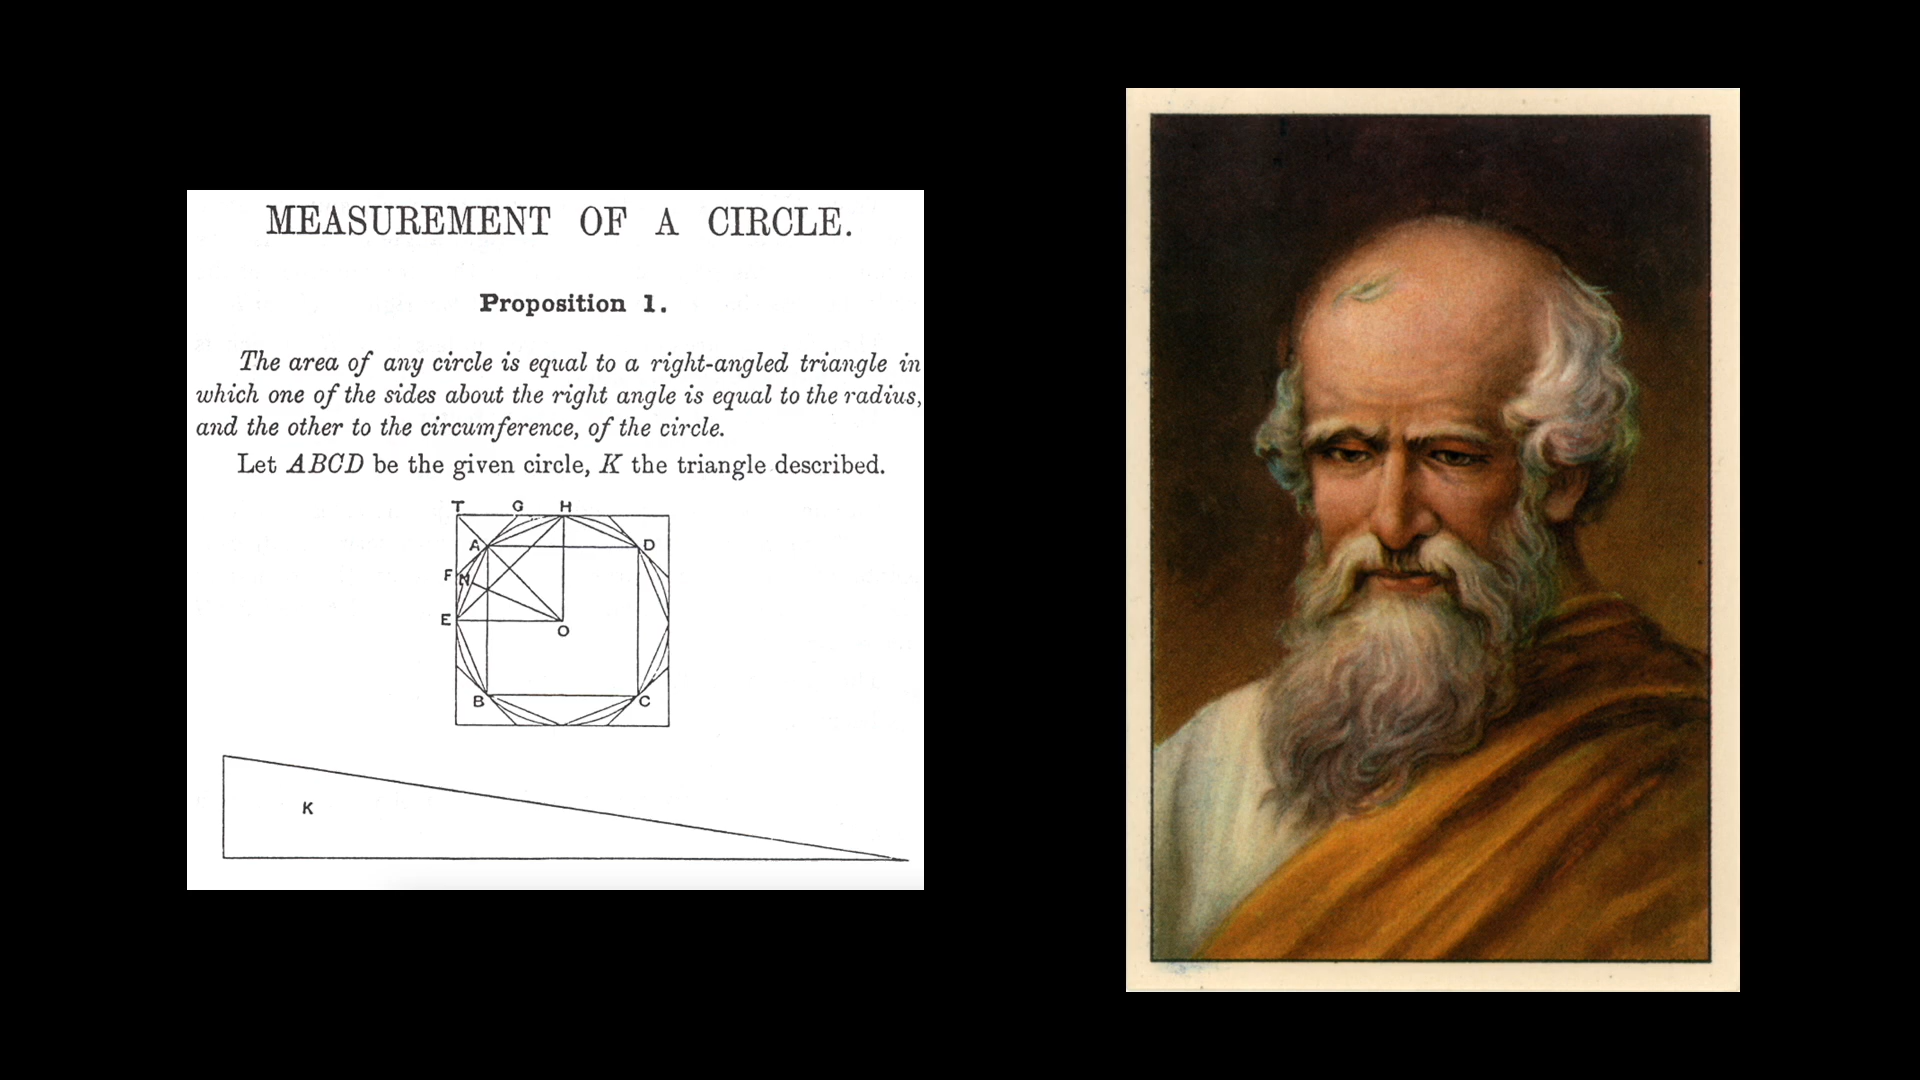 MEASUREMENT OF A CIRCLE.
Proposition 1.
The area of any circle is equal to a right-angled triangle in
which one of the sides about the right angle is equal to the radius,
and the other to the circumference, of the circle.
Let ABCD be the given circle, K the triangle described.
T G H
A D
F N
E O
B C
K